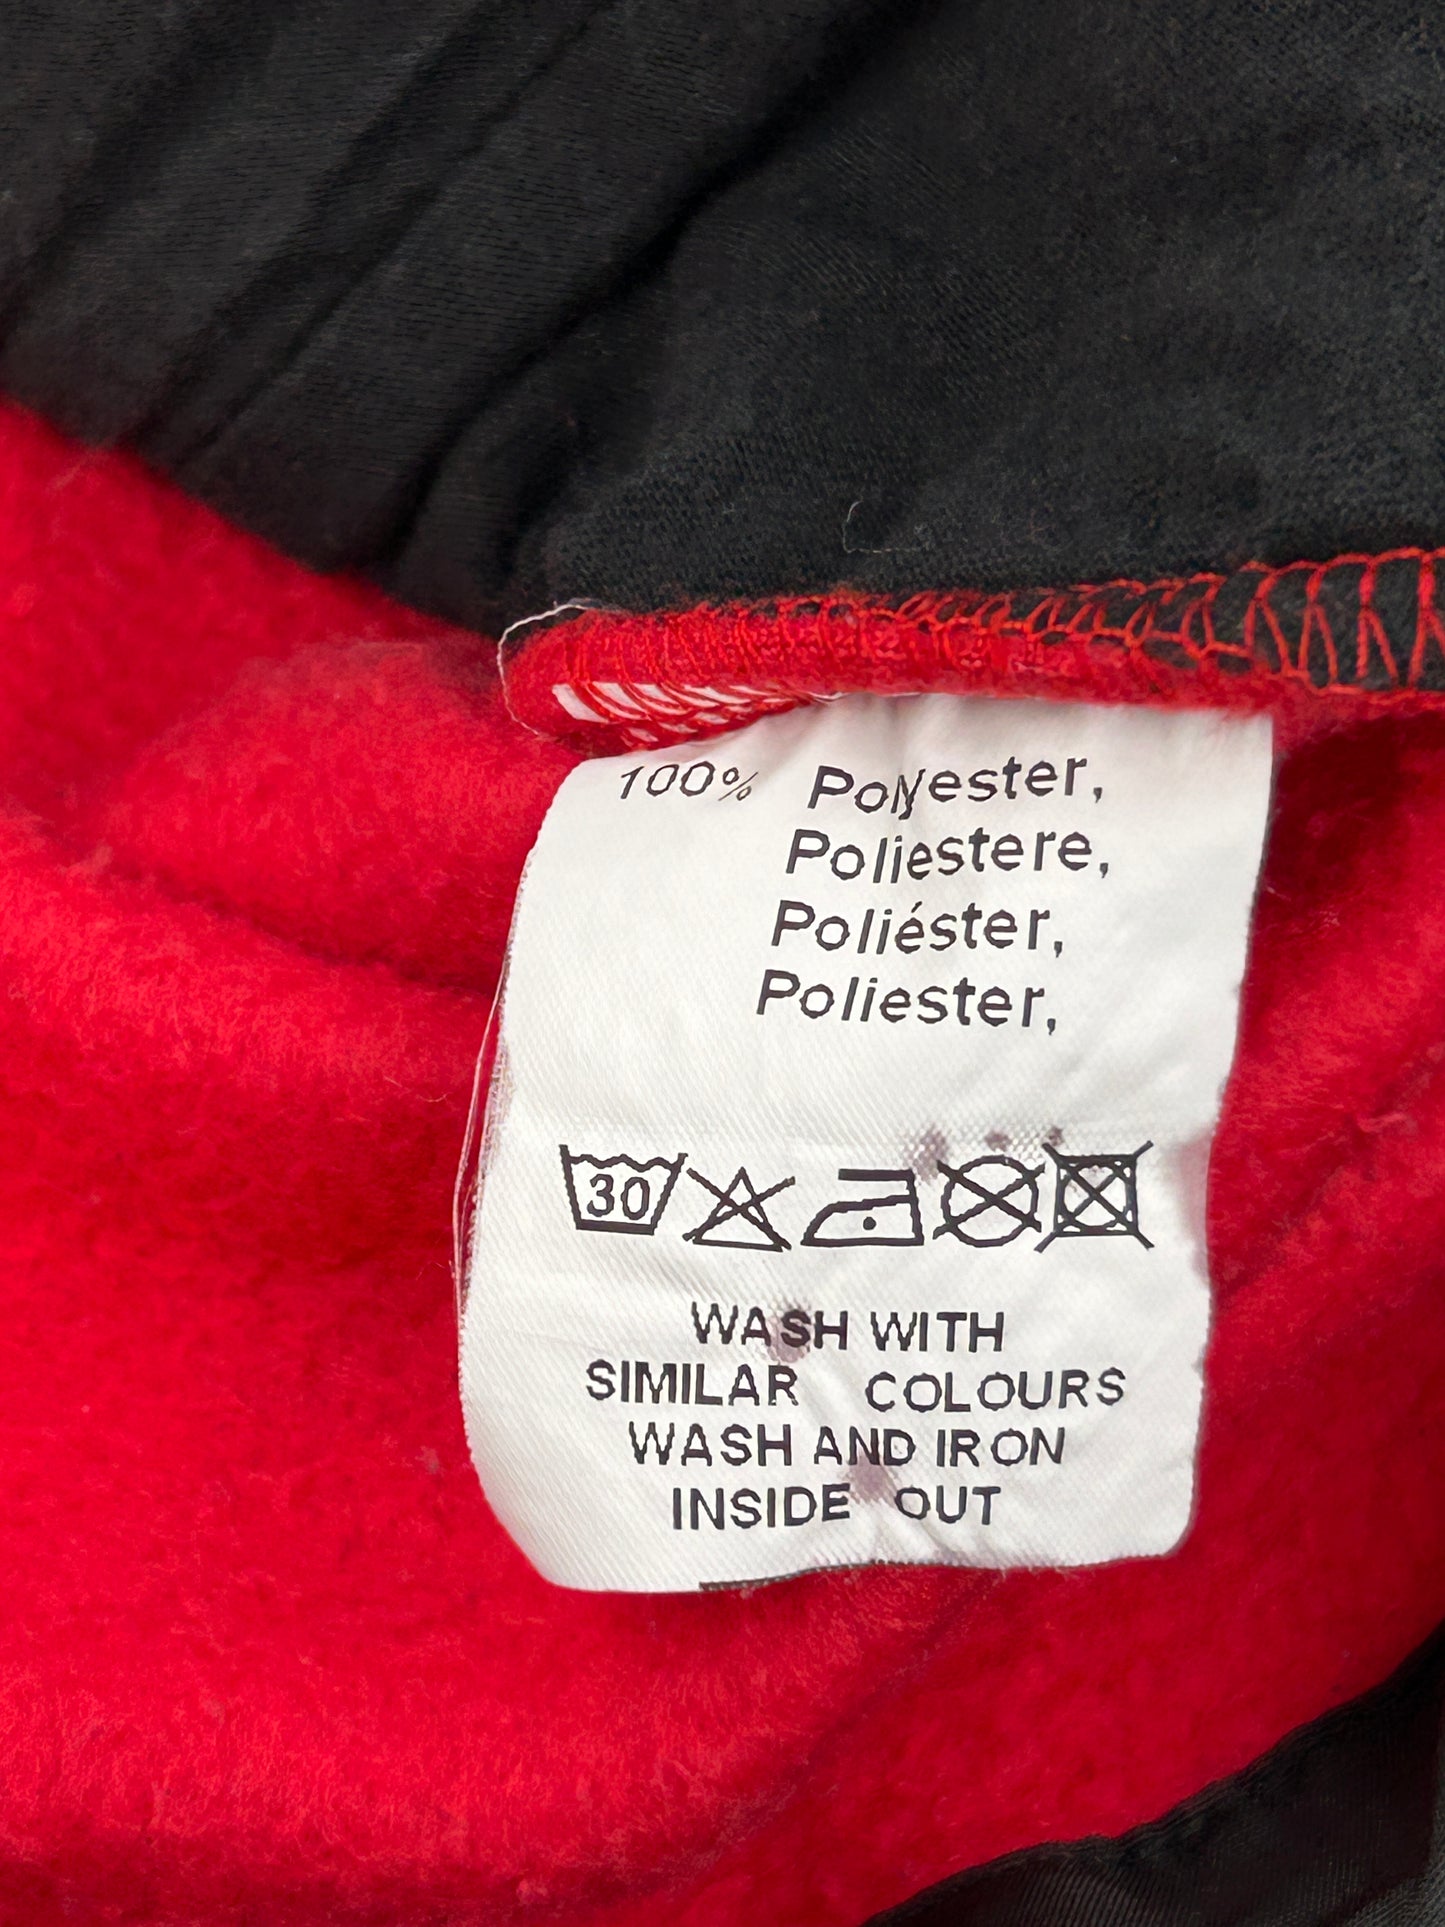 100% Polyester,
Poliestere,
Poliéster,
Poliester,
30
WASH WITH
SIMILAR COLOURS
WASH AND IRON
INSIDE OUT